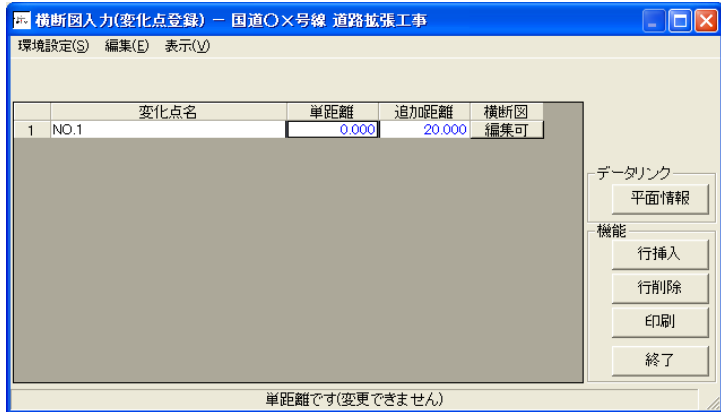 横断図入力(変化点登録) － 国道〇×号線 道路拡張工事
環境設定(S) 編集(E) 表示(V)
変化点名 単距離 追加距離 横断図
1 NO.1 0.000 20.000 編集可
データリンク
平面情報
機能
行挿入
行削除
印刷
終了
単距離です(変更できません)